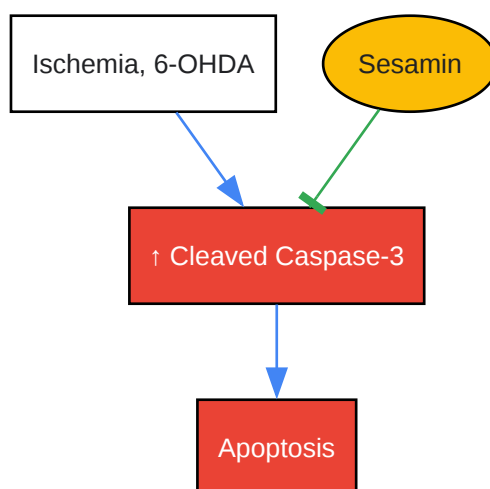 Ischemia, 6-OHDA
Sesamin
↑ Cleaved Caspase-3
Apoptosis